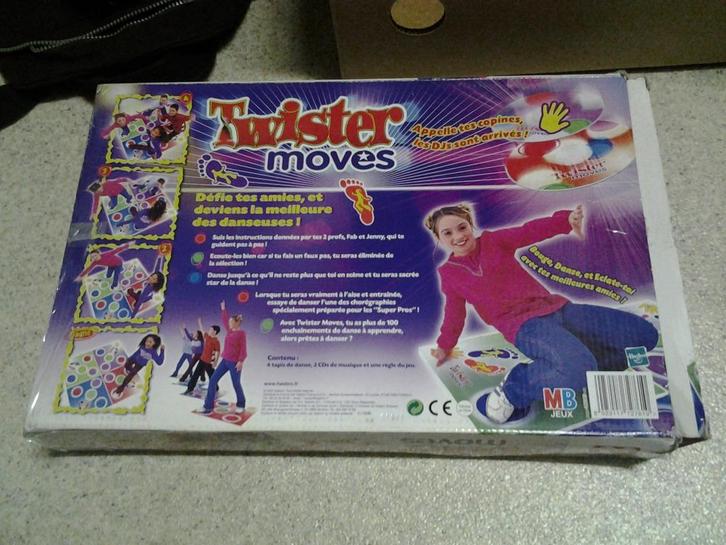 Twister
moves
Appelle tes copines,
les DJs sont arrivés !
Défie tes amies, et
deviens la meilleure
des danseuses !
Suis les instructions données par tes 2 profs, Fab et Jenny, qui te
guident pas à pas !
Ecoute-les bien car si tu fais un faux pas, tu seras éliminée de
la sélection !
Danse jusqu'à ce qu'il ne reste plus que toi en scène et tu seras sacrée
star de la danse !
Lorsque tu seras vraiment à l'aise et entrainée,
essaye de danser l'une des chorégraphies
spécialement préparée pour les "Super Pros" !
Avec Twister Moves, tu as plus de 100
enchaînements de danse à apprendre,
alors prêtes à danser ?
Bouge, Danse, et Eclate-toi
avec tes meilleures amies !
Contenu :
4 tapis de danse, 2 CDs de musique et une règle du jeu.
www.hasbro.fr
CE
Hasbro
MB
JEUX
Twister
moves